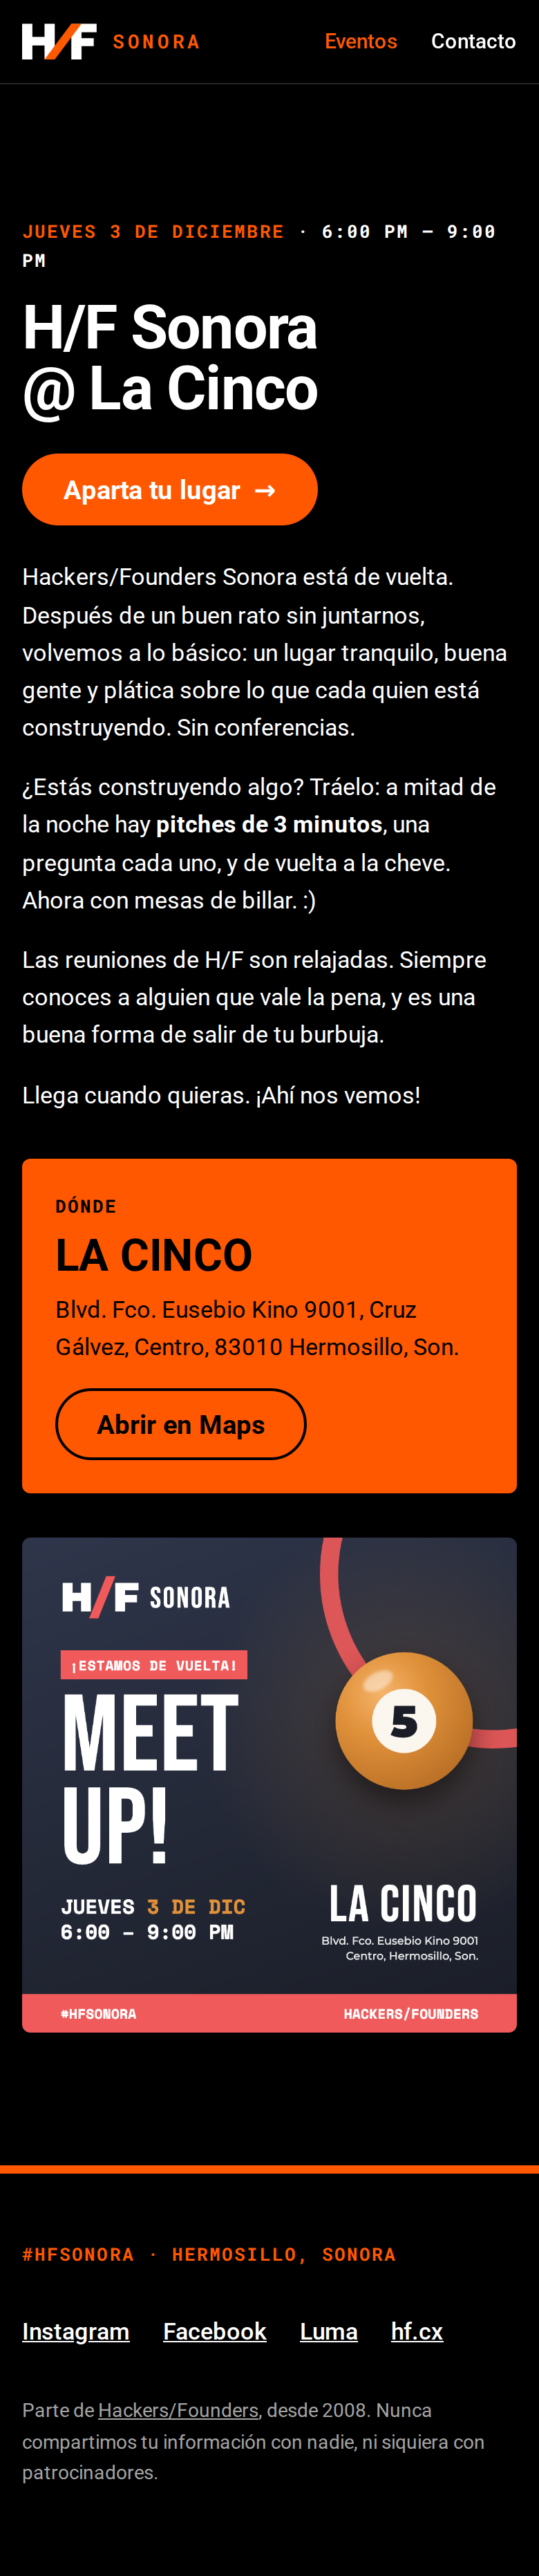 H/F SONORA
Eventos
Contacto
JUEVES 3 DE DICIEMBRE · 6:00 PM – 9:00
PM
H/F Sonora
@ La Cinco
Aparta tu lugar →
Hackers/Founders Sonora está de vuelta.
Después de un buen rato sin juntarnos,
volvemos a lo básico: un lugar tranquilo, buena
gente y plática sobre lo que cada quien está
construyendo. Sin conferencias.
¿Estás construyendo algo? Tráelo: a mitad de
la noche hay pitches de 3 minutos, una
pregunta cada uno, y de vuelta a la cheve.
Ahora con mesas de billar. :)
Las reuniones de H/F son relajadas. Siempre
conoces a alguien que vale la pena, y es una
buena forma de salir de tu burbuja.
Llega cuando quieras. ¡Ahí nos vemos!
DÓNDE
LA CINCO
Blvd. Fco. Eusebio Kino 9001, Cruz
Gálvez, Centro, 83010 Hermosillo, Son.
Abrir en Maps
H/F SONORA
¡ESTAMOS DE VUELTA!
MEET
UP!
5
JUEVES 3 DE DIC
6:00 – 9:00 PM
LA CINCO
Blvd. Fco. Eusebio Kino 9001
Centro, Hermosillo, Son.
#HFSONORA
HACKERS/FOUNDERS
#HFSONORA · HERMOSILLO, SONORA
Instagram
Facebook
Luma
hf.cx
Parte de Hackers/Founders, desde 2008. Nunca
compartimos tu información con nadie, ni siquiera con
patrocinadores.